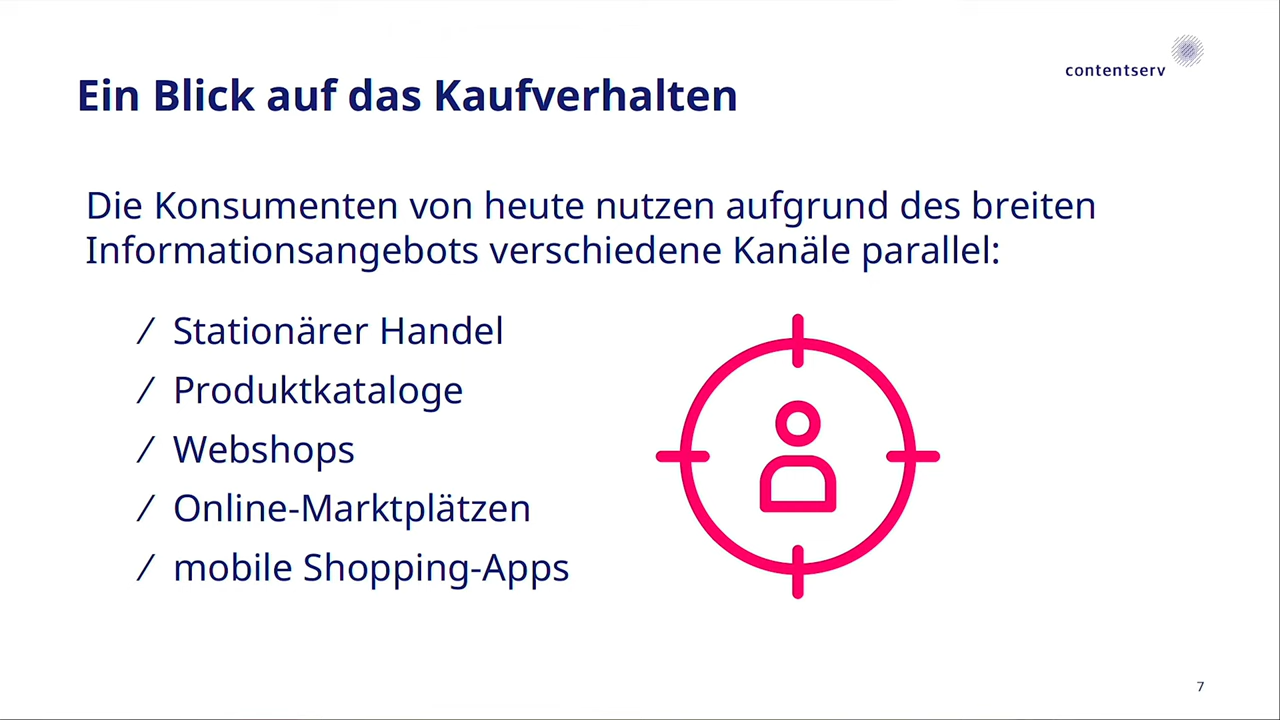 contentserv
Ein Blick auf das Kaufverhalten
Die Konsumenten von heute nutzen aufgrund des breiten
Informationsangebots verschiedene Kanäle parallel:
/ Stationärer Handel
/ Produktkataloge
/ Webshops
/ Online-Marktplätzen
/ mobile Shopping-Apps
7